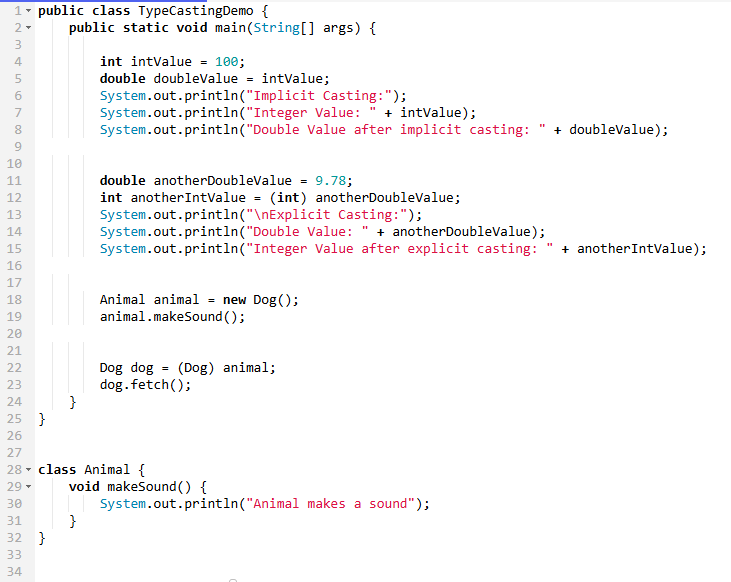 1 public class TypeCastingDemo {
2 public static void main(String[] args) {
3
4 int intValue = 100;
5 double doubleValue = intValue;
6 System.out.println("Implicit Casting:");
7 System.out.println("Integer Value: " + intValue);
8 System.out.println("Double Value after implicit casting: " + doubleValue);
9
10
11 double anotherDoubleValue = 9.78;
12 int anotherIntValue = (int) anotherDoubleValue;
13 System.out.println("\nExplicit Casting:");
14 System.out.println("Double Value: " + anotherDoubleValue);
15 System.out.println("Integer Value after explicit casting: " + anotherIntValue);
16
17
18 Animal animal = new Dog();
19 animal.makeSound();
20
21
22 Dog dog = (Dog) animal;
23 dog.fetch();
24 }
25 }
26
27
28 class Animal {
29 void makeSound() {
30 System.out.println("Animal makes a sound");
31 }
32 }
33
34